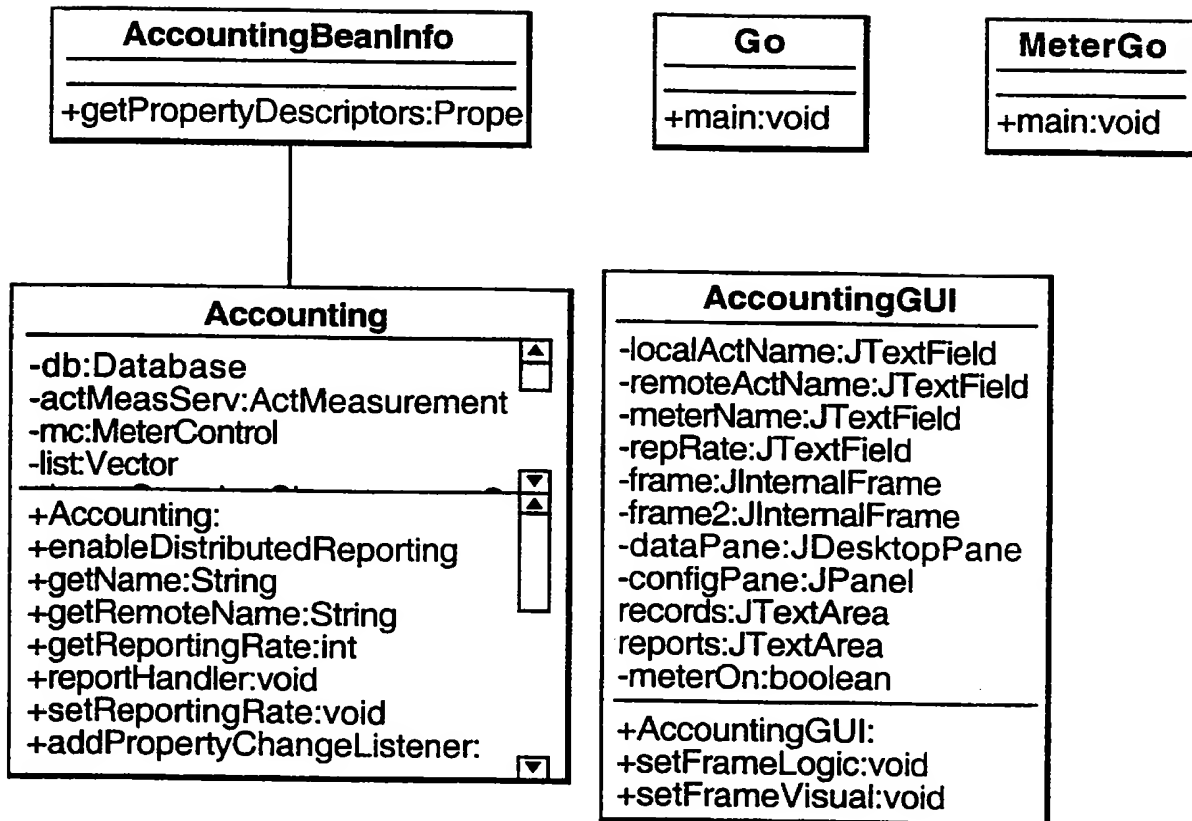 AccountingBeanInfo
+getPropertyDescriptors:Prope
Go
+main:void
MeterGo
+main:void
Accounting
-db:Database
-actMeasServ:ActMeasurement
-mc:MeterControl
-list:Vector
+Accounting:
+enableDistributedReporting
+getName:String
+getRemoteName:String
+getReportingRate:int
+reportHandler:void
+setReportingRate:void
+addPropertyChangeListener:
AccountingGUI
-localActName:JTextField
-remoteActName:JTextField
-meterName:JTextField
-repRate:JTextField
-frame:JInternalFrame
-frame2:JInternalFrame
-dataPane:JDesktopPane
-configPane:JPanel
records:JTextArea
reports:JTextArea
-meterOn:boolean
+AccountingGUI:
+setFrameLogic:void
+setFrameVisual:void